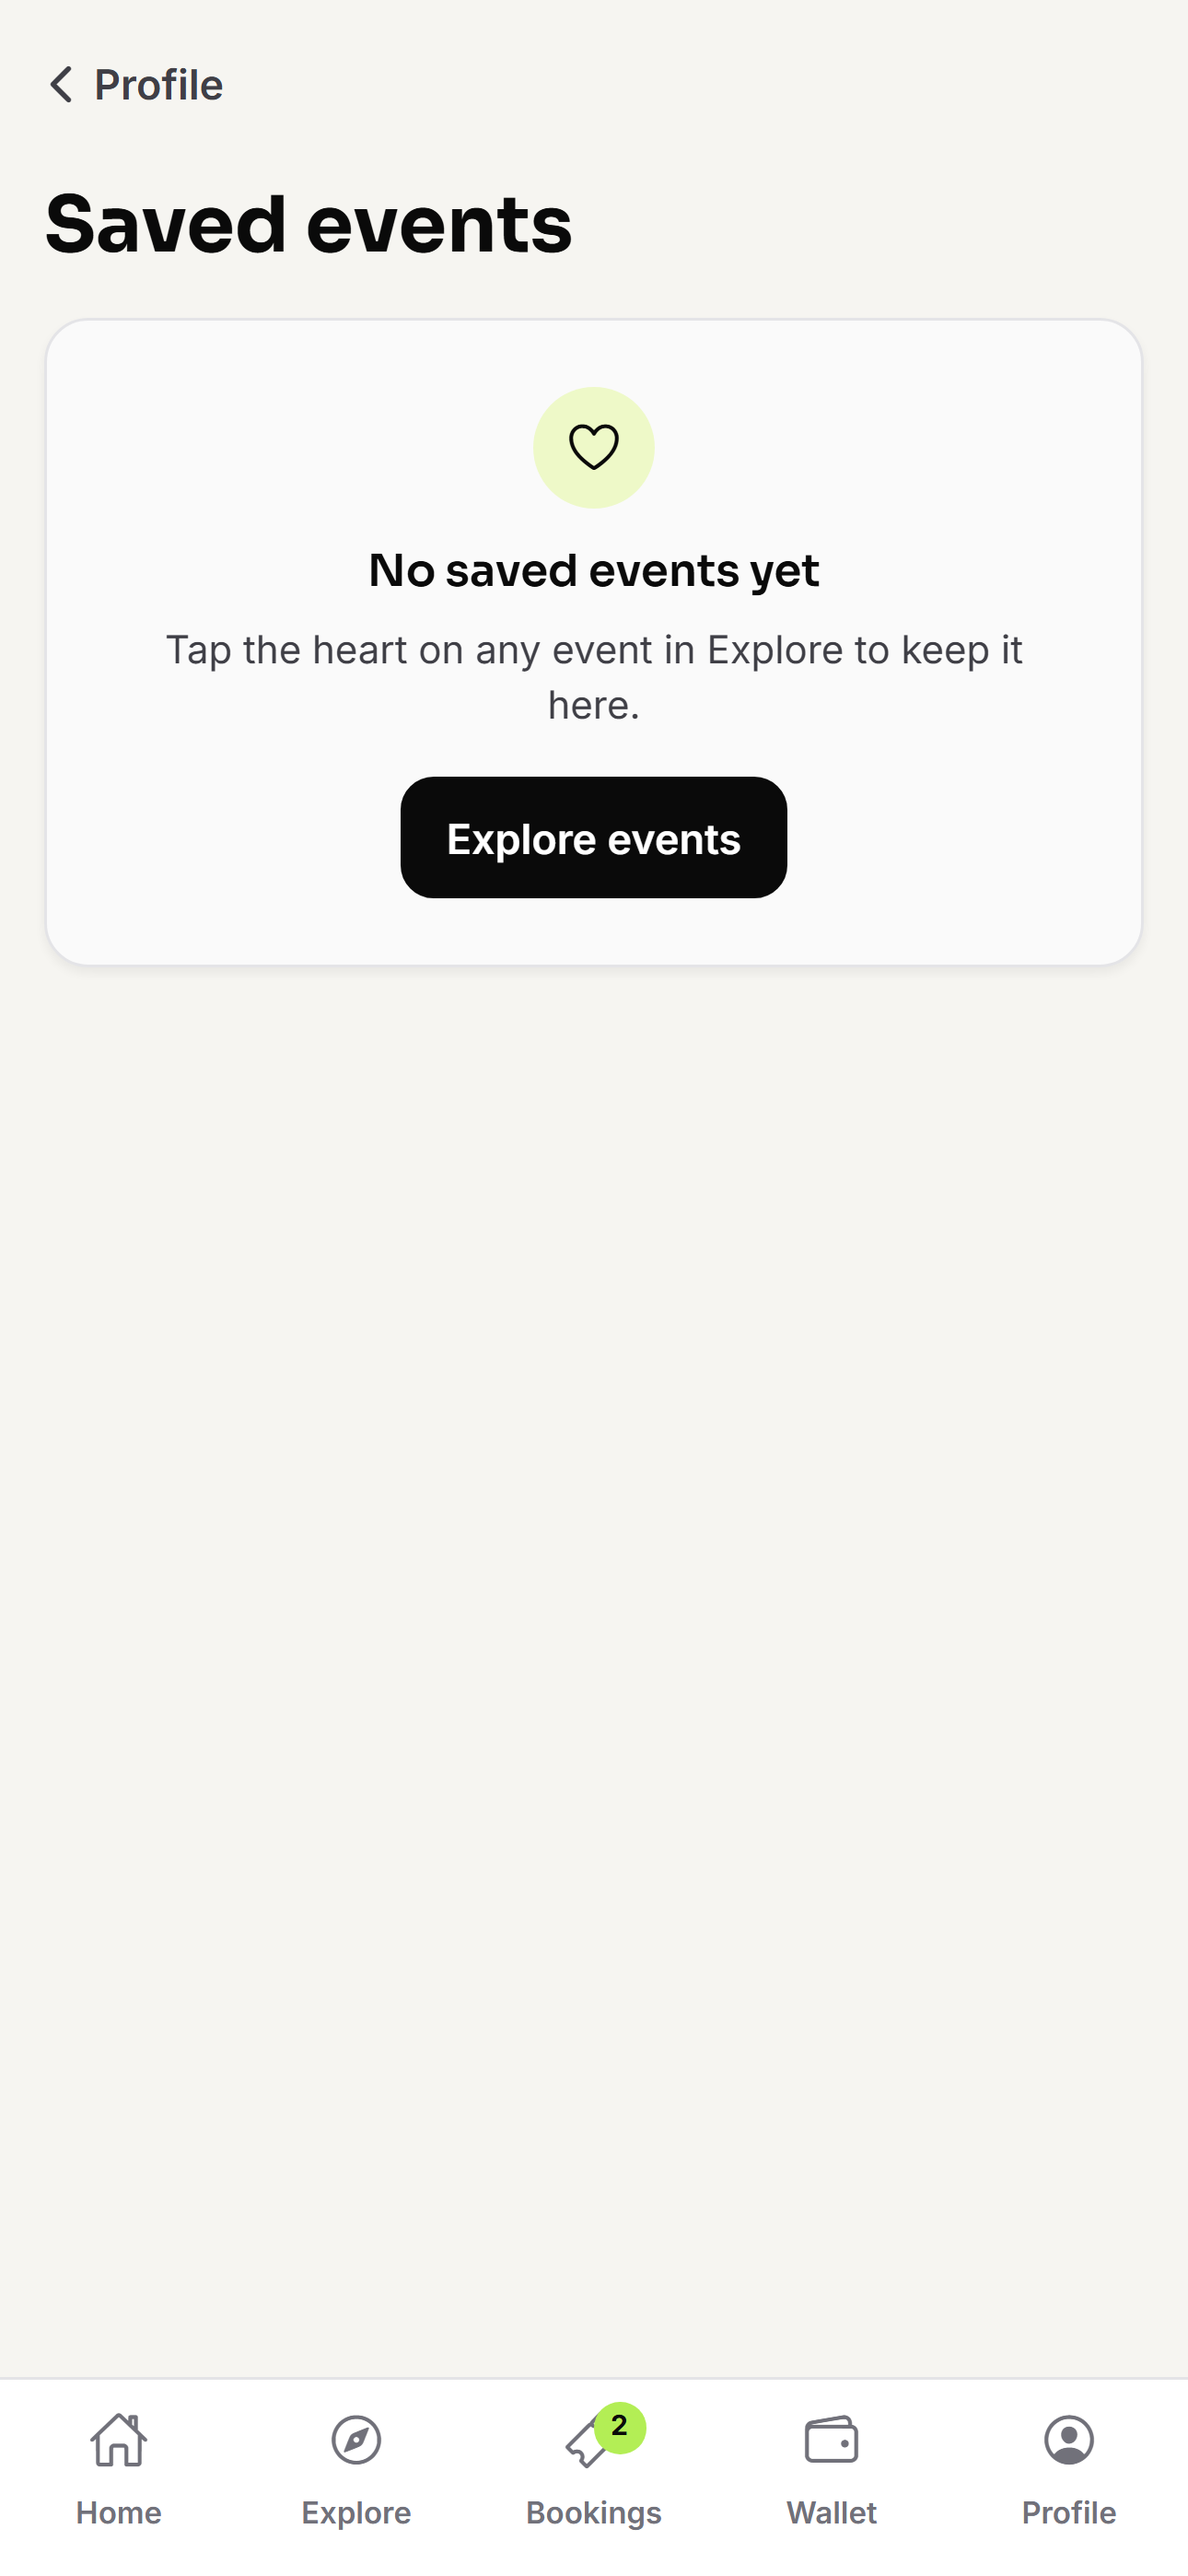 Profile
Saved events
No saved events yet
Tap the heart on any event in Explore to keep it
here.
Explore events
2
Home
Explore
Bookings
Wallet
Profile